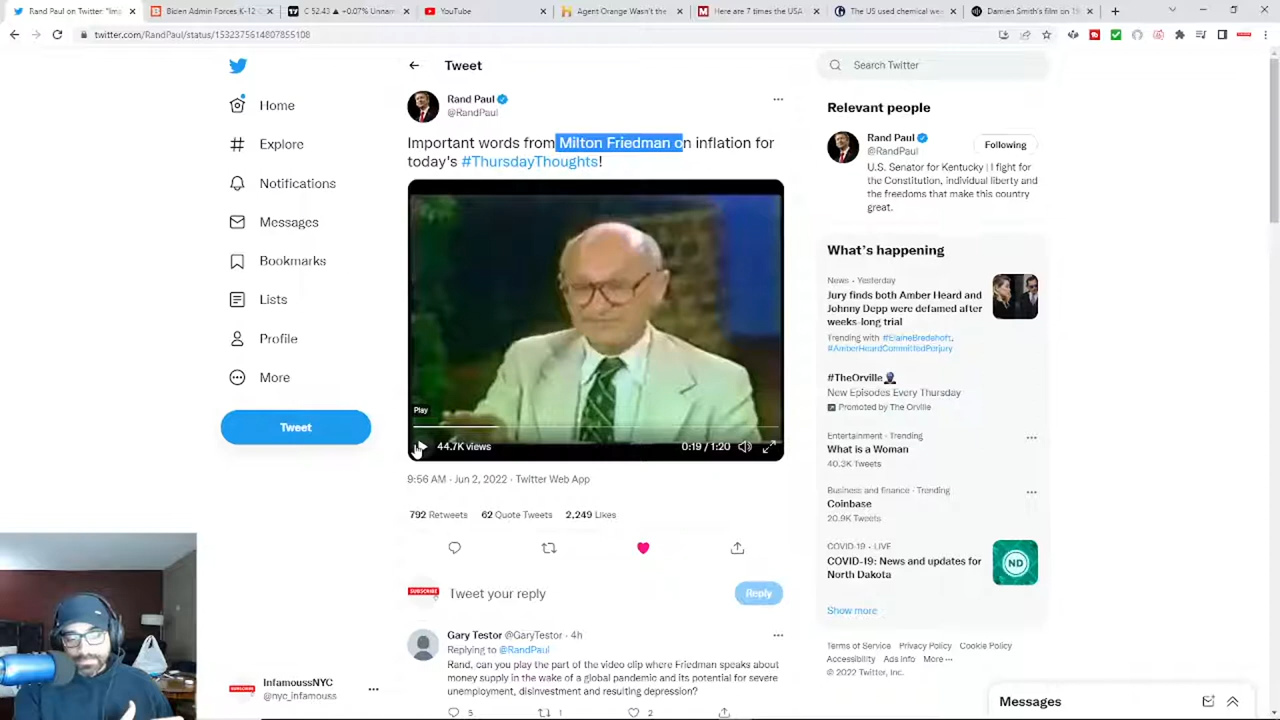 Rand Paul on Twitter: "Imp
Biden Admin Forces K-12
C 52.43 ▲ +0.07% Unnam
YouTube
Agent Orange Wasn't the
Here are 7 times the USA
The US used chemical we
Damien Smith's film on 19
twitter.com/RandPaul/status/1532375614807855108
Home
Explore
Notifications
Messages
Bookmarks
Lists
Profile
More
Tweet
InfamoussNYC
@nyc_infamouss
Tweet
Rand Paul
@RandPaul
Important words from Milton Friedman on inflation for
today's #ThursdayThoughts!
Play
44.7K views
0:19 / 1:20
9:56 AM · Jun 2, 2022 · Twitter Web App
792 Retweets 62 Quote Tweets 2,249 Likes
SUBSCRIBE
Tweet your reply
Reply
Gary Testor @GaryTestor · 4h
Replying to @RandPaul
Rand, can you play the part of the video clip where Friedman speaks about
money supply in the wake of a global pandemic and its potential for severe
unemployment, disinvestment and resulting depression?
5 1 2
Search Twitter
Relevant people
Rand Paul
@RandPaul
Following
U.S. Senator for Kentucky | I fight for
the Constitution, individual liberty and
the freedoms that make this country
great.
What's happening
News · Yesterday
Jury finds both Amber Heard and
Johnny Depp were defamed after
weeks-long trial
Trending with #ElaineBredehoft,
#AmberHeardCommittedPerjury
#TheOrville
New Episodes Every Thursday
Promoted by The Orville
Entertainment · Trending
What is a Woman
40.3K Tweets
Business and finance · Trending
Coinbase
20.9K Tweets
COVID-19 · LIVE
COVID-19: News and updates for
North Dakota
ND
Show more
Terms of Service Privacy Policy Cookie Policy
Accessibility Ads Info More
© 2022 Twitter, Inc.
Messages